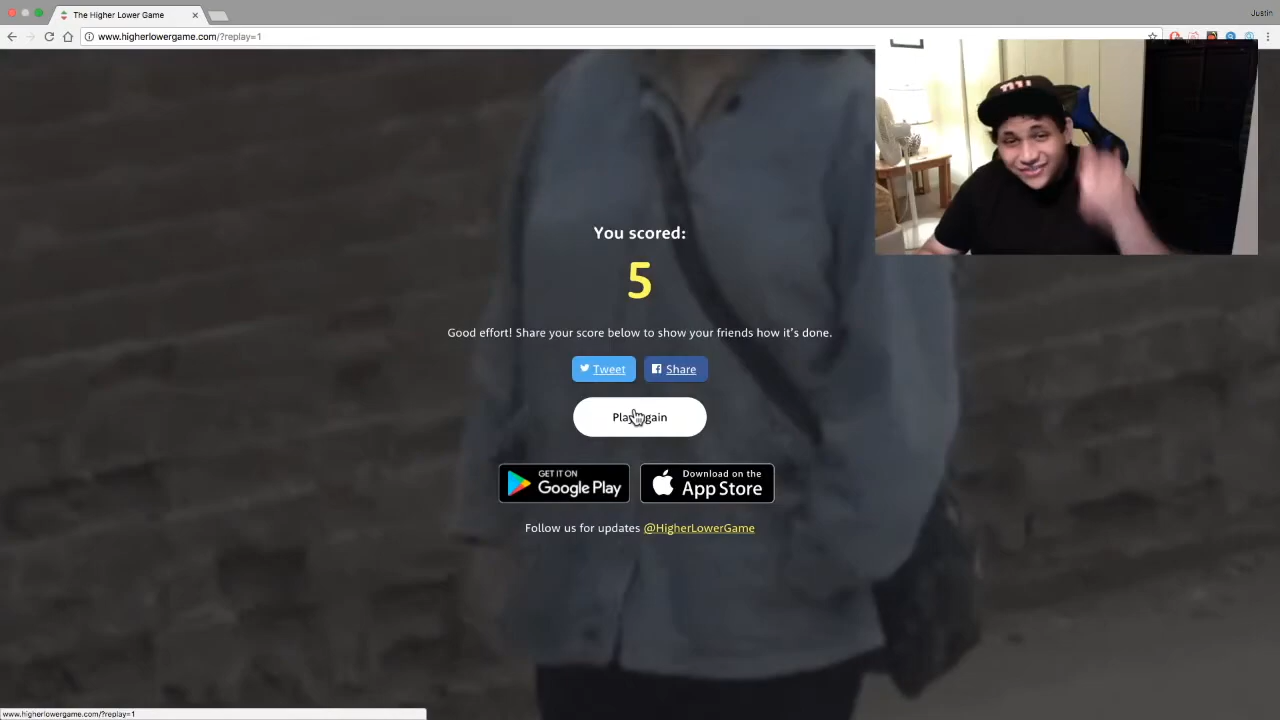 The Higher Lower Game
Justin
www.higherlowergame.com/?replay=1
You scored:
5
Good effort! Share your score below to show your friends how it's done.
Tweet
Share
Play again
GET IT ON
Google Play
Download on the
App Store
Follow us for updates @HigherLowerGame
www.higherlowergame.com/?replay=1